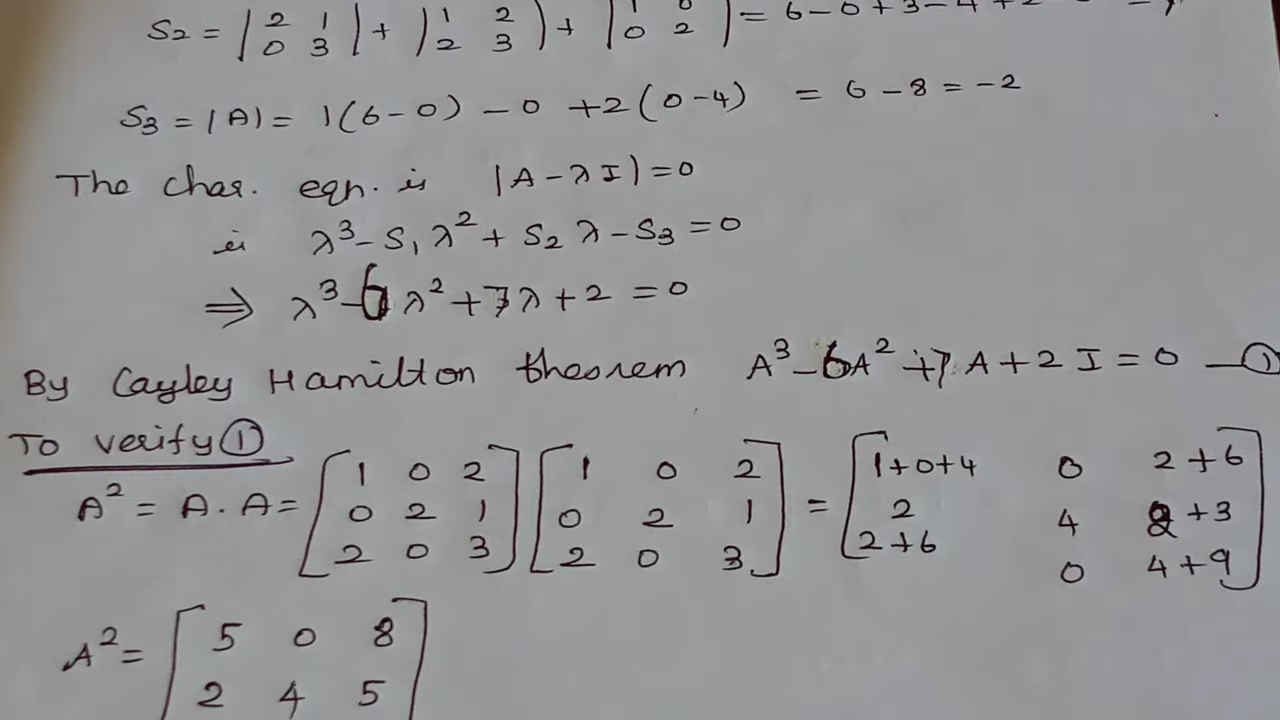 S2 = |2 1 0 3| + |1 2 2 3| + |1 0 0 2| = 6 - 0 + 3 - 4 + 2
S3 = |A| = 1(6-0) - 0 + 2(0-4) = 6 - 8 = -2
The char. eqn. is |A - λI| = 0
ie λ³ - S₁λ² + S₂λ - S₃ = 0
⇒ λ³ - 6λ² + 7λ + 2 = 0
By Cayley Hamilton theorem A³ - 6A² + 7A + 2I = 0 — ①
To verify ①
A² = A . A = [1 0 2 [1 0 2 = [1+0+4 0 2+6
0 2 1 0 2 1 2 4 2+3
2 0 3] 2 0 3] 2+6 0 4+9]
A² = [5 0 8
2 4 5